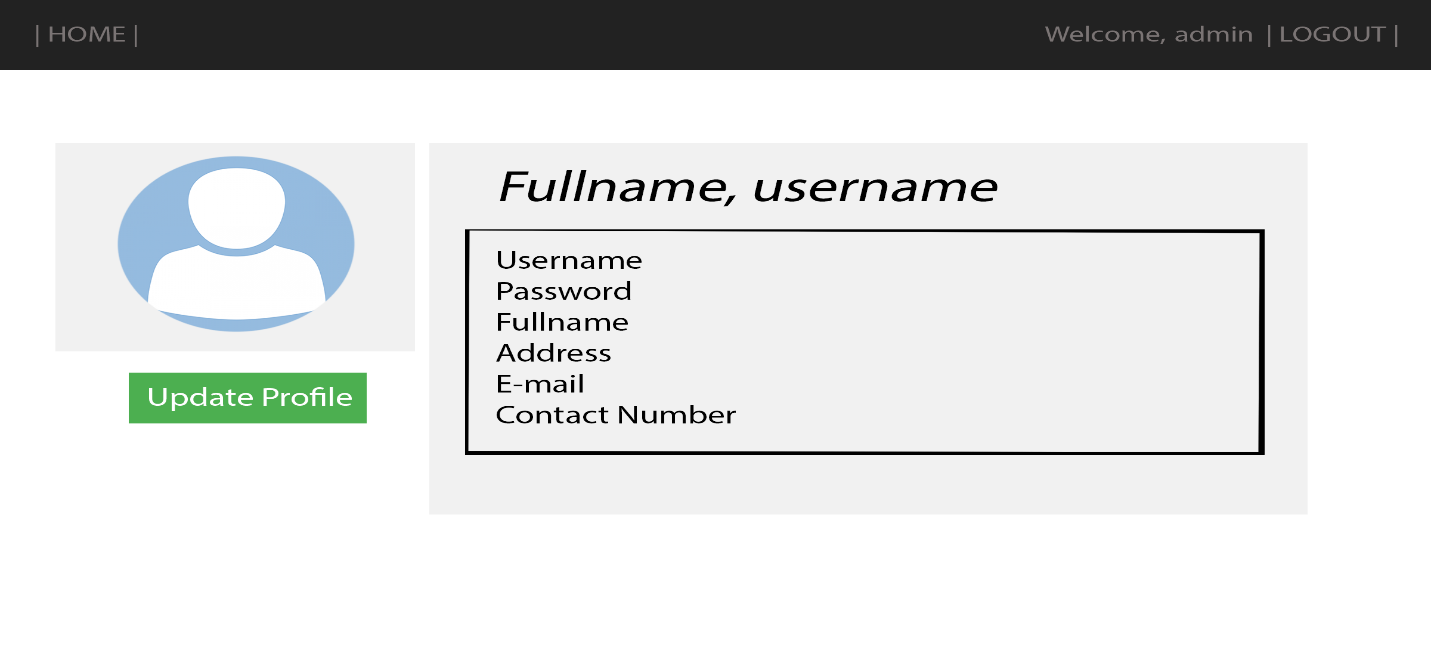 | HOME |
Welcome, admin | LOGOUT |
Update Profile
Fullname, username
Username
Password
Fullname
Address
E-mail
Contact Number